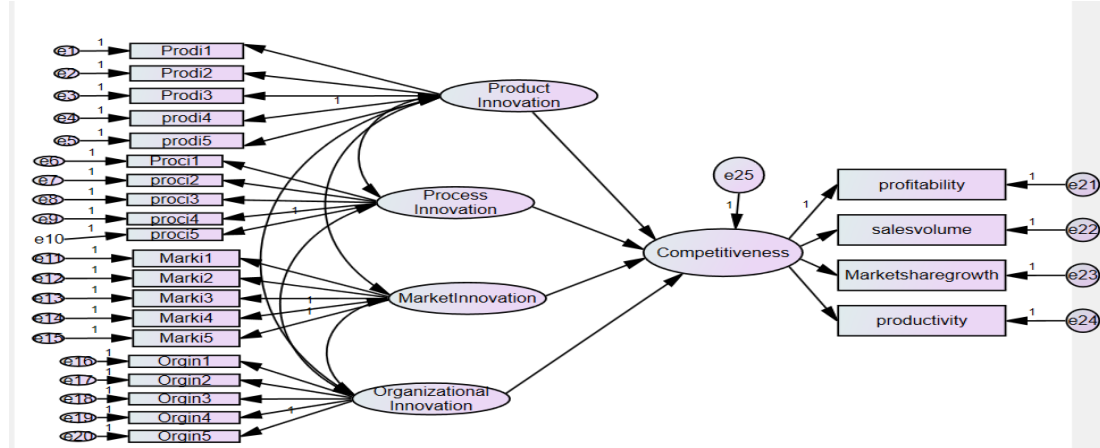 e1 1 Prodi1
e2 1 Prodi2
e3 1 Prodi3
e4 1 prodi4
e5 1 prodi5
1
Product
Innovation
e6 1 Proci1
e7 1 proci2
e8 1 proci3
e9 1 proci4
e10 1 proci5
1
Process
Innovation
e11 1 Marki1
e12 1 Marki2
e13 1 Marki3
e14 1 Marki4
e15 1 Marki5
1
1
MarketInnovation
e16 1 Orgin1
e17 1 Orgin2
e18 1 Orgin3
e19 1 Orgin4
e20 1 Orgin5
1
Organizational
Innovation
e25
1
Competitiveness
1
profitability 1 e21
salesvolume 1 e22
Marketsharegrowth 1 e23
productivity 1 e24